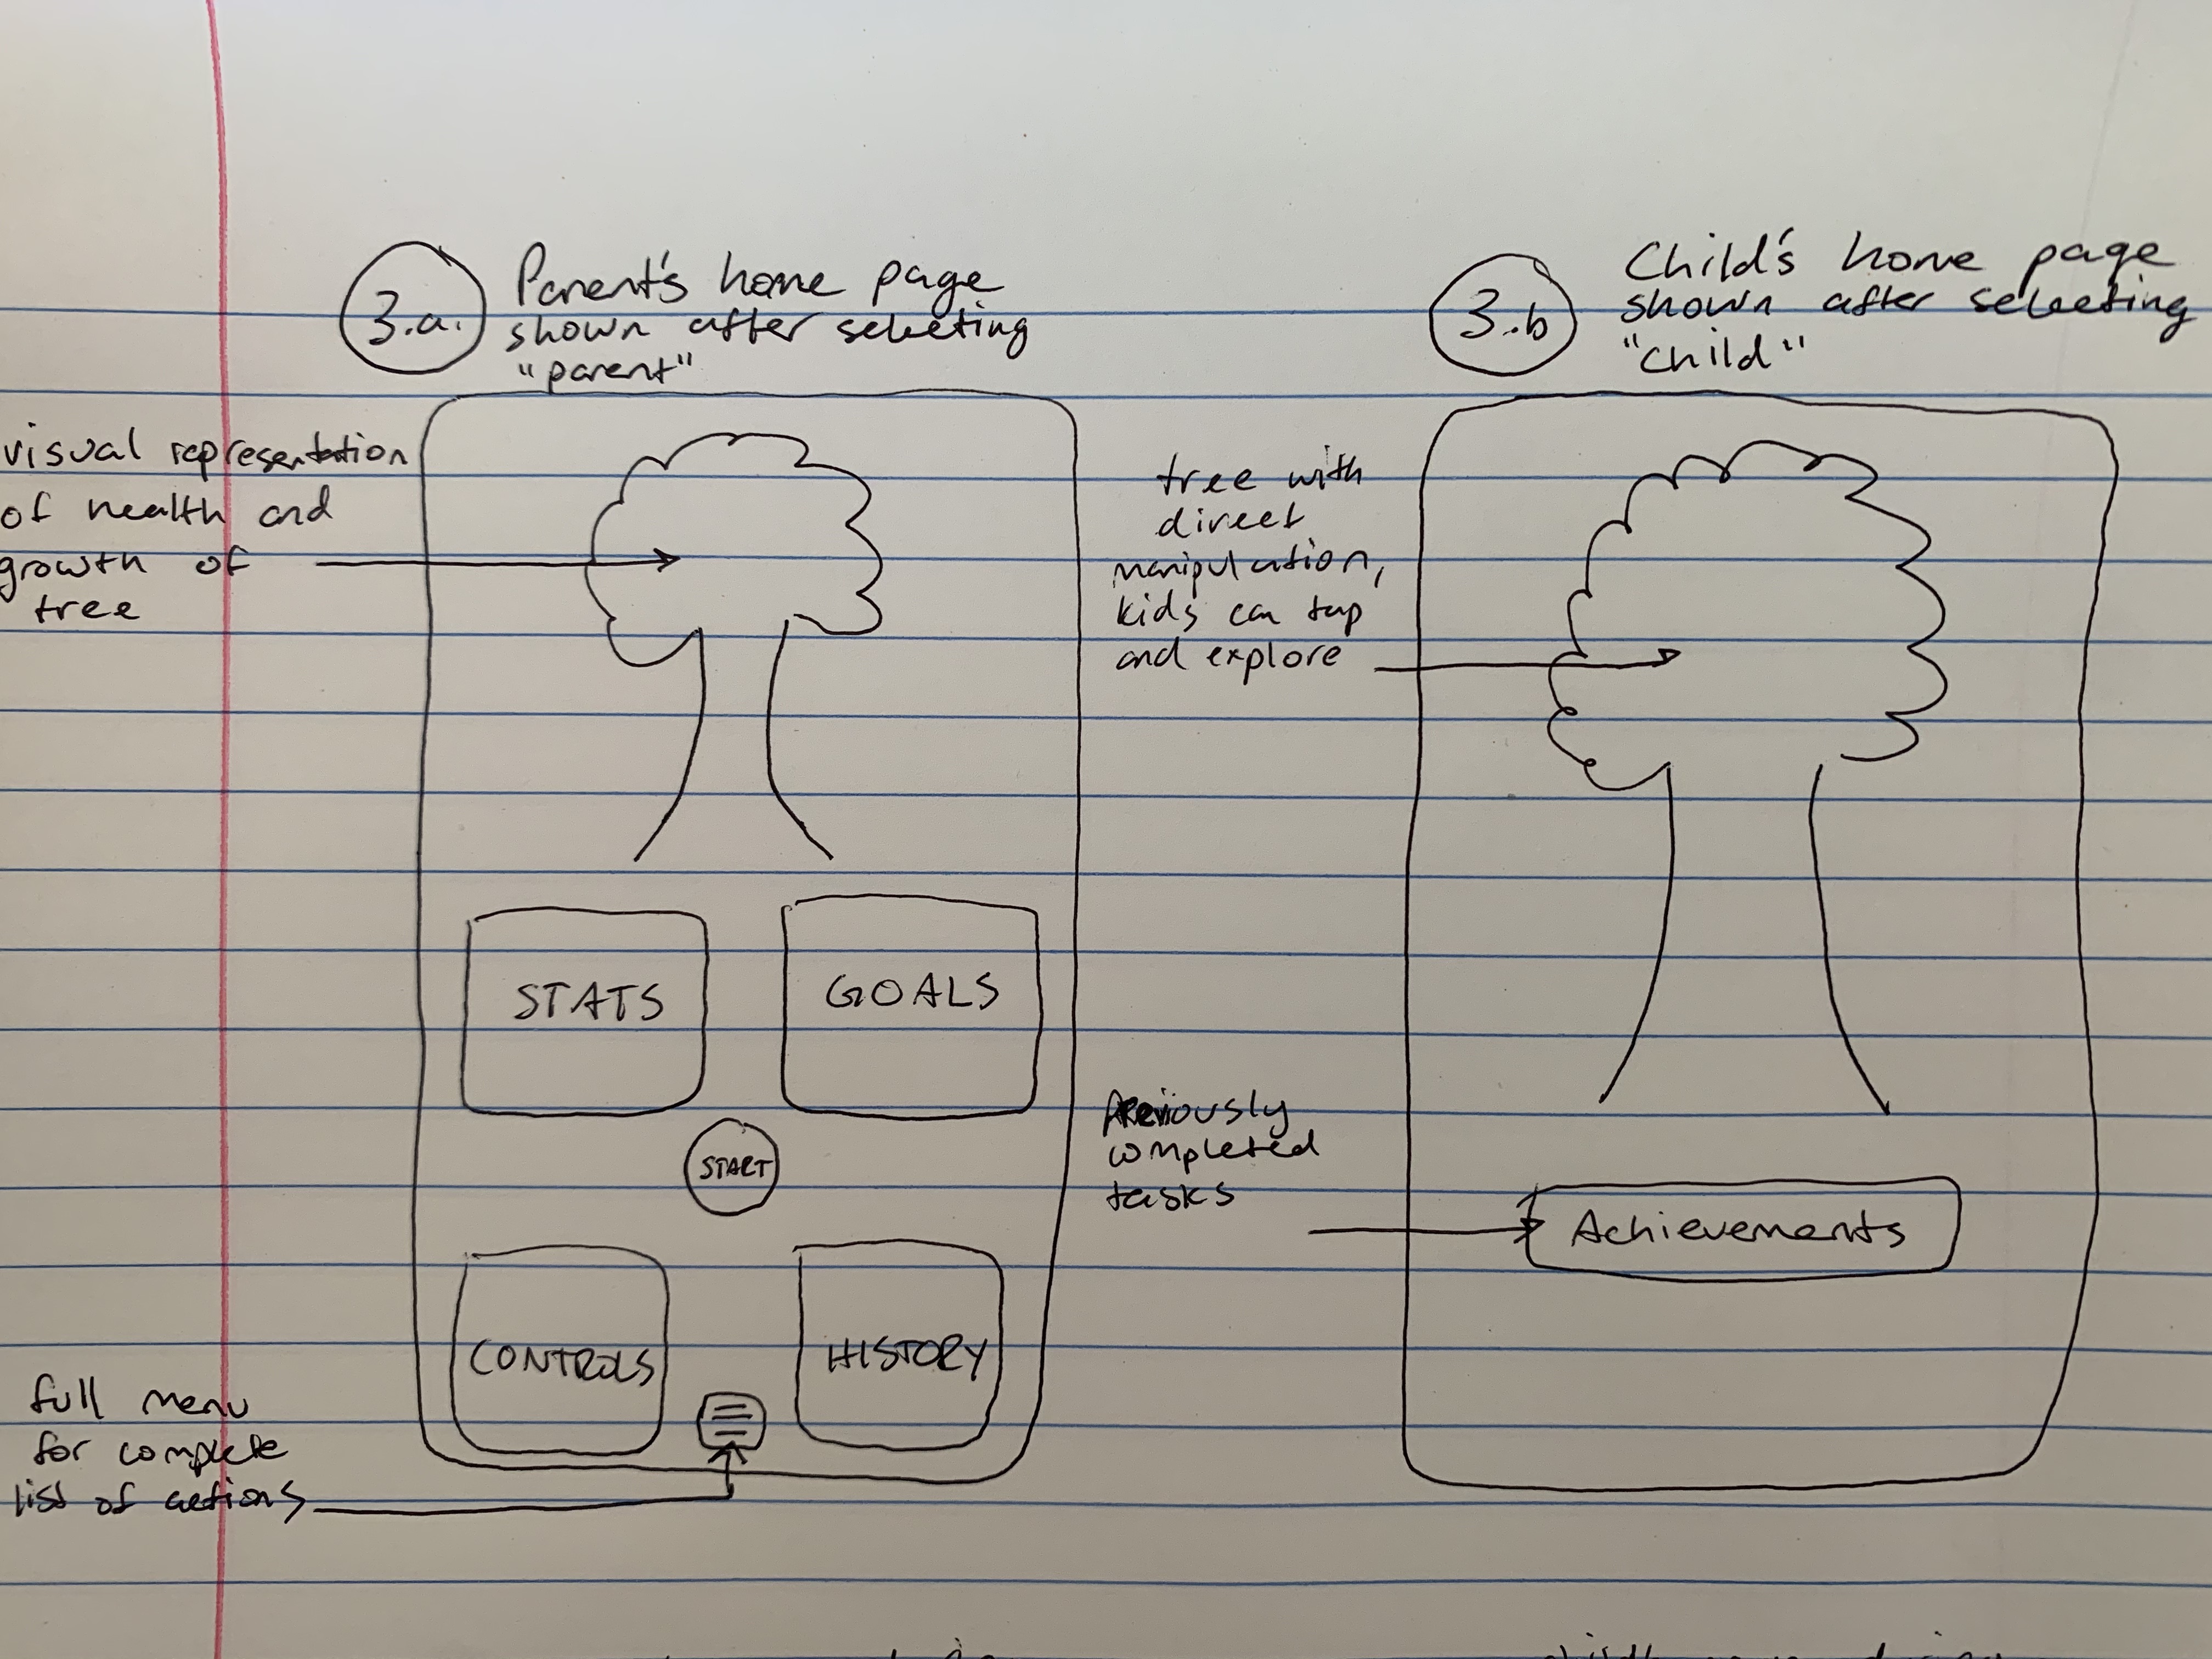 3.a.
Parent's home page
shown after selecting
"parent"
visual representation
of health and
growth of
tree
STATS
GOALS
START
CONTROLS
HISTORY
full menu
for complete
list of actions
3.b
Child's home page
shown after selecting
"child"
tree with
direct
manipulation,
kids can tap
and explore
Previously
completed
tasks
Achievements